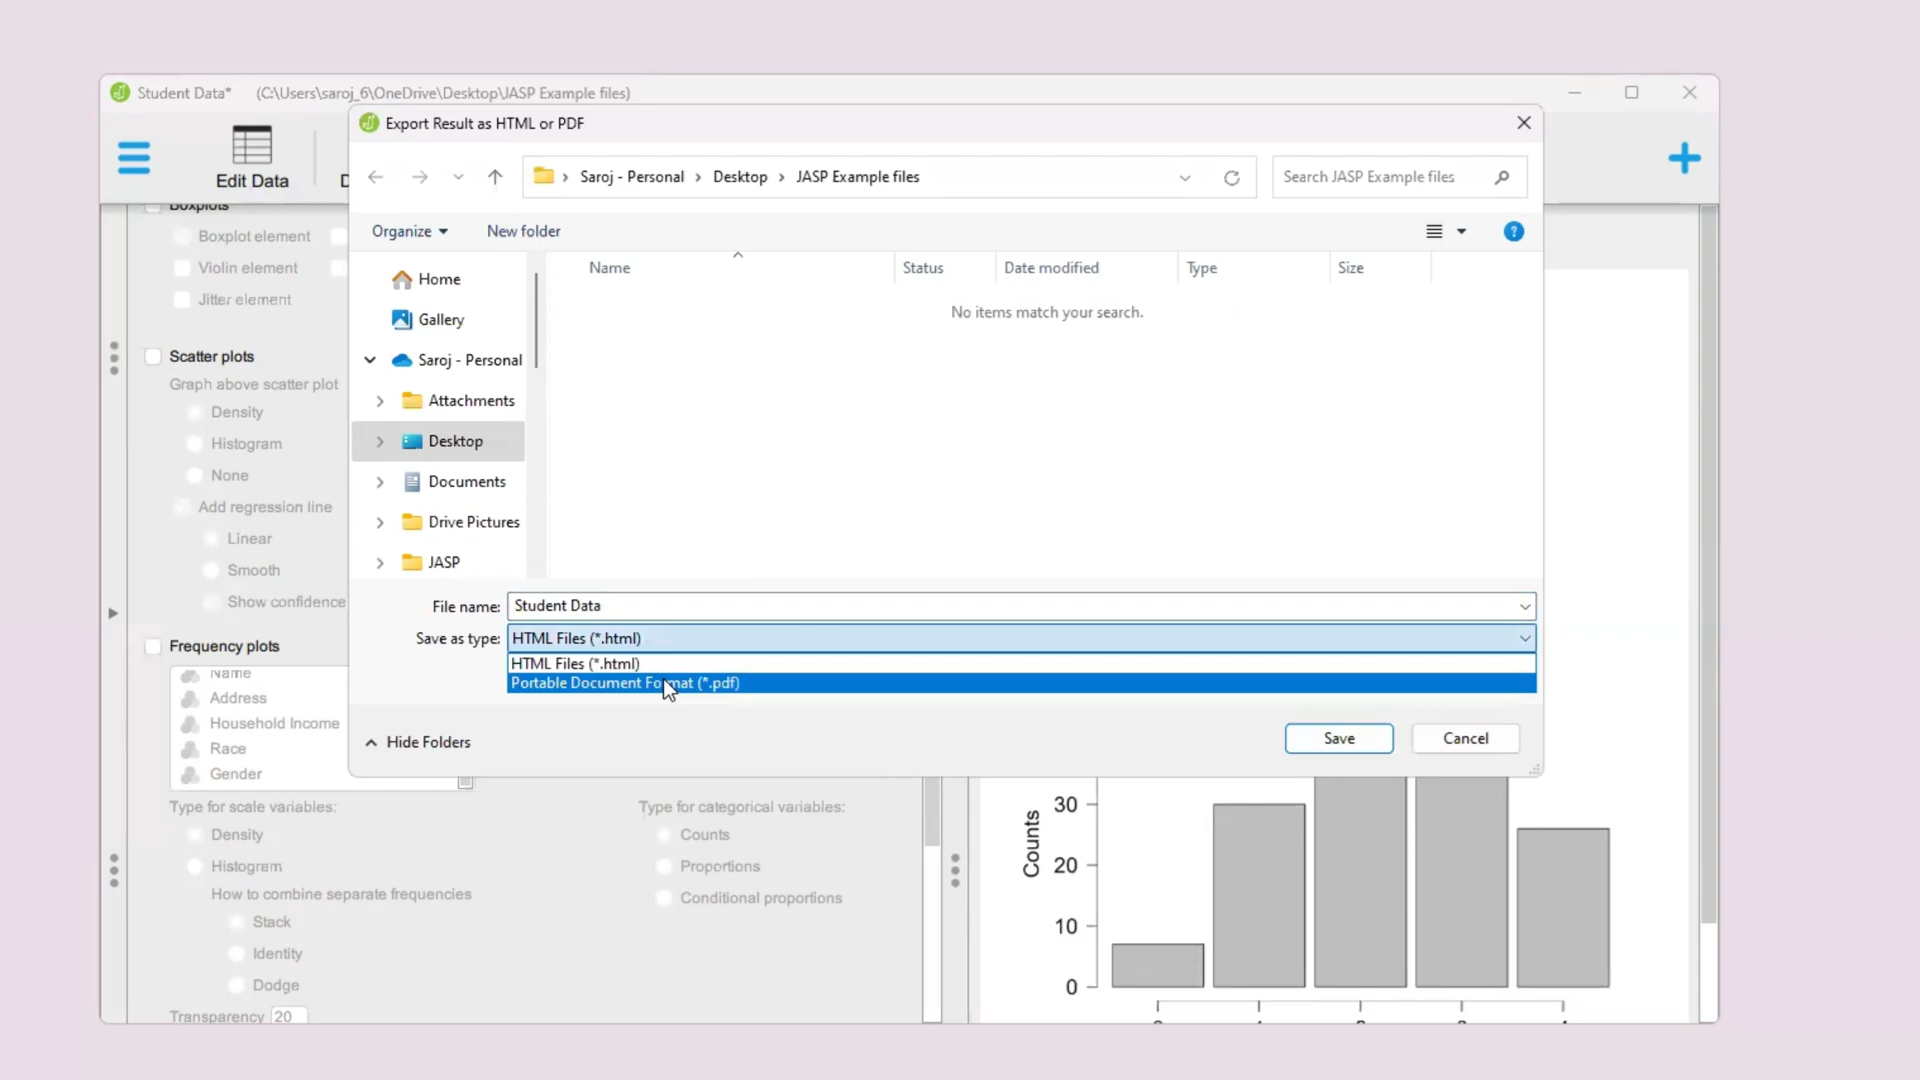 Student Data* (C:\Users\saroj_6\OneDrive\Desktop\JASP Example files)
Export Result as HTML or PDF
Edit Data
D
Saroj - Personal > Desktop > JASP Example files
Search JASP Example files
Organize
New folder
Name
Status
Date modified
Type
Size
No items match your search.
Home
Gallery
Saroj - Personal
Attachments
Desktop
Documents
Drive Pictures
JASP
File name: Student Data
Save as type: HTML Files (*.html)
HTML Files (*.html)
Portable Document Format (*.pdf)
Hide Folders
Save
Cancel
Boxplots
Boxplot element
Violin element
Jitter element
Scatter plots
Graph above scatter plot
Density
Histogram
None
Add regression line
Linear
Smooth
Show confidence
Frequency plots
Name
Address
Household Income
Race
Gender
Type for scale variables:
Density
Histogram
How to combine separate frequencies
Stack
Identity
Dodge
Transparency 20
Type for categorical variables:
Counts
Proportions
Conditional proportions
Counts
30
20
10
0